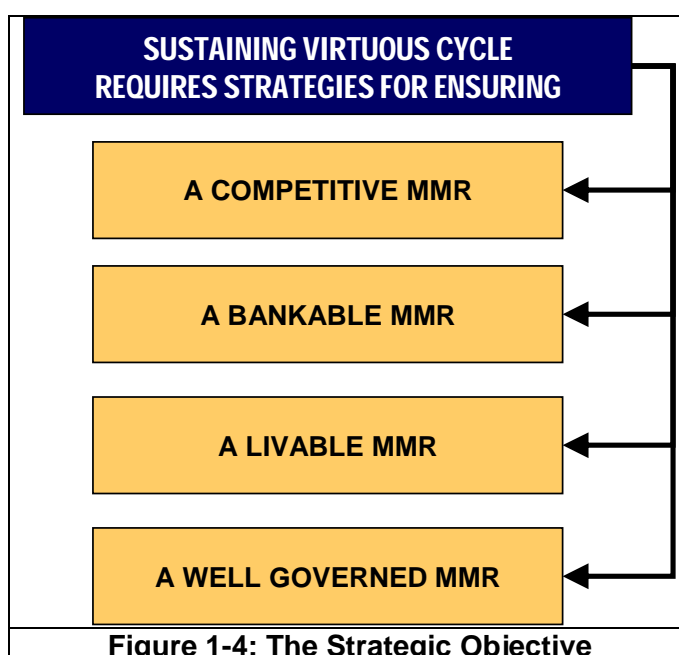 SUSTAINING VIRTUOUS CYCLE
REQUIRES STRATEGIES FOR ENSURING
A COMPETITIVE MMR
A BANKABLE MMR
A LIVABLE MMR
A WELL GOVERNED MMR
Figure 1-4: The Strategic Objective